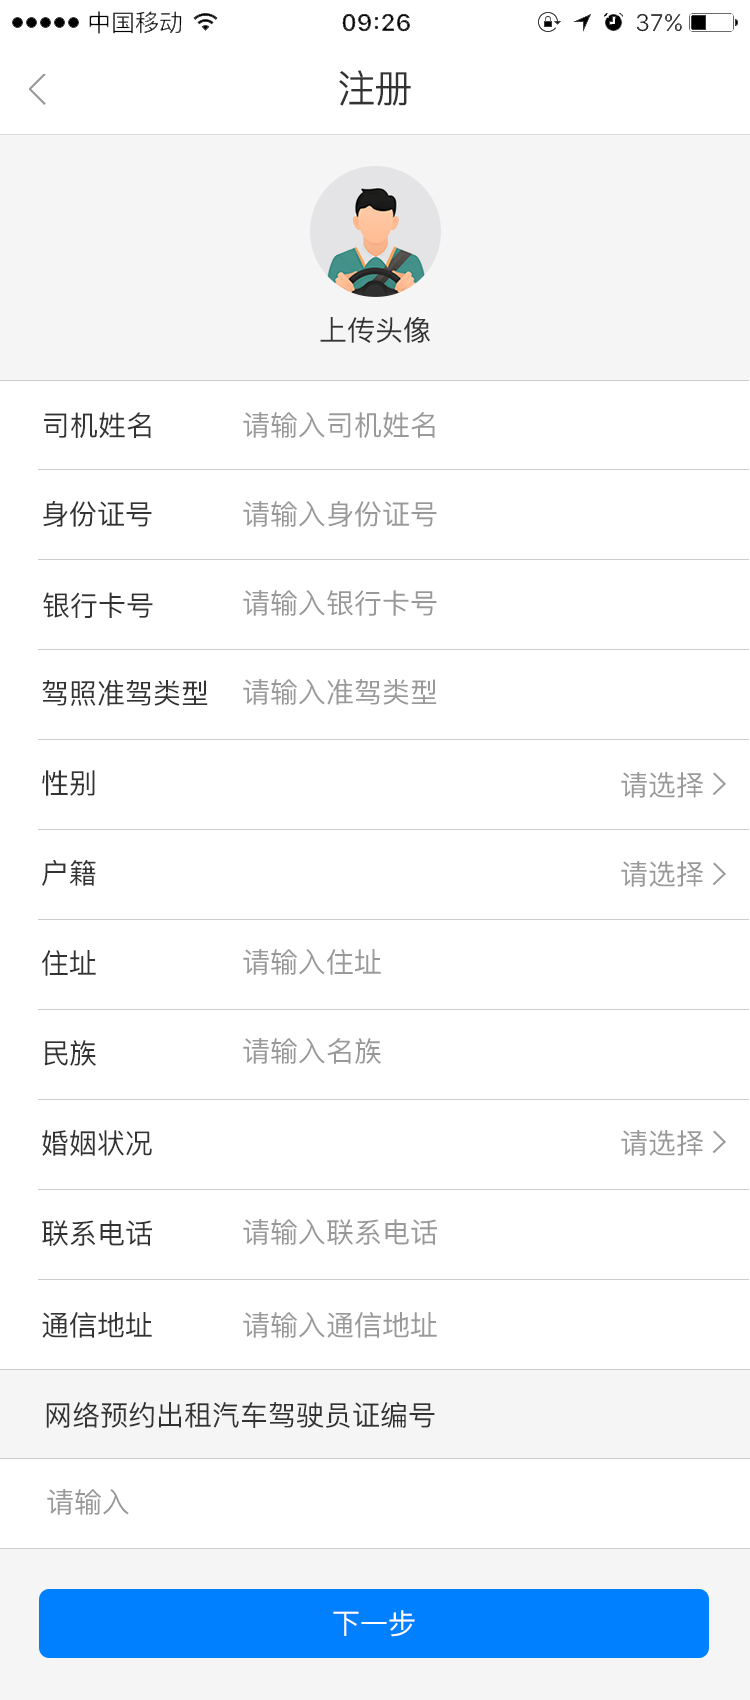 中国移动 09:26 37%
注册
上传头像
司机姓名 请输入司机姓名
身份证号 请输入身份证号
银行卡号 请输入银行卡号
驾照准驾类型 请输入准驾类型
性别 请选择
户籍 请选择
住址 请输入住址
民族 请输入名族
婚姻状况 请选择
联系电话 请输入联系电话
通信地址 请输入通信地址
网络预约出租汽车驾驶员证编号
请输入
下一步